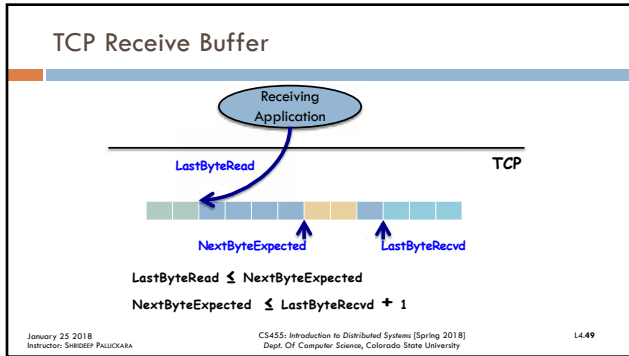 TCP Receive Buffer
Receiving
Application
LastByteRead
TCP
NextByteExpected
LastByteRecvd
LastByteRead ≤ NextByteExpected
NextByteExpected ≤ LastByteRecvd + 1
January 25 2018
Instructor: SHRIDEEP PALLICKARA
CS455: Introduction to Distributed Systems [Spring 2018]
Dept. Of Computer Science, Colorado State University
L4.49